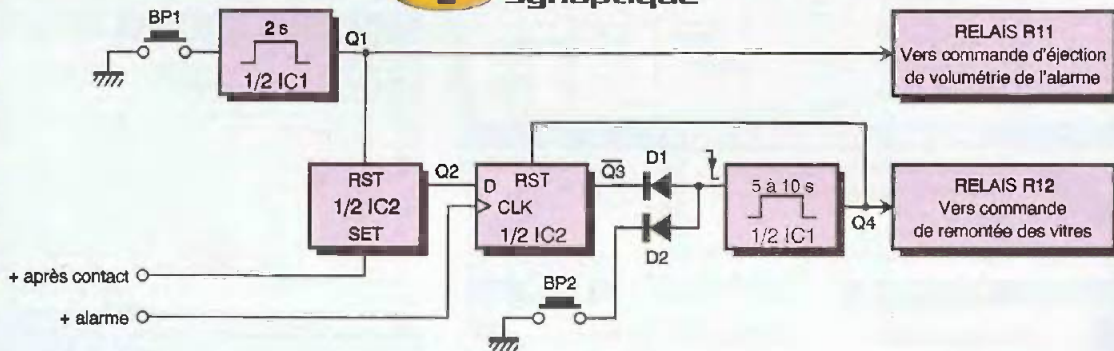 synoptique
BP1
2 s
1/2 IC1
Q1
RELAIS R11
Vers commande d'éjection
de volumétrie de l'alarme
RST
1/2 IC2
SET
Q2
D
RST
CLK
1/2 IC2
Q̅3̅
D1
D2
5 à 10 s
1/2 IC1
Q4
RELAIS R12
Vers commande
de remontée des vitres
+ après contact
+ alarme
BP2